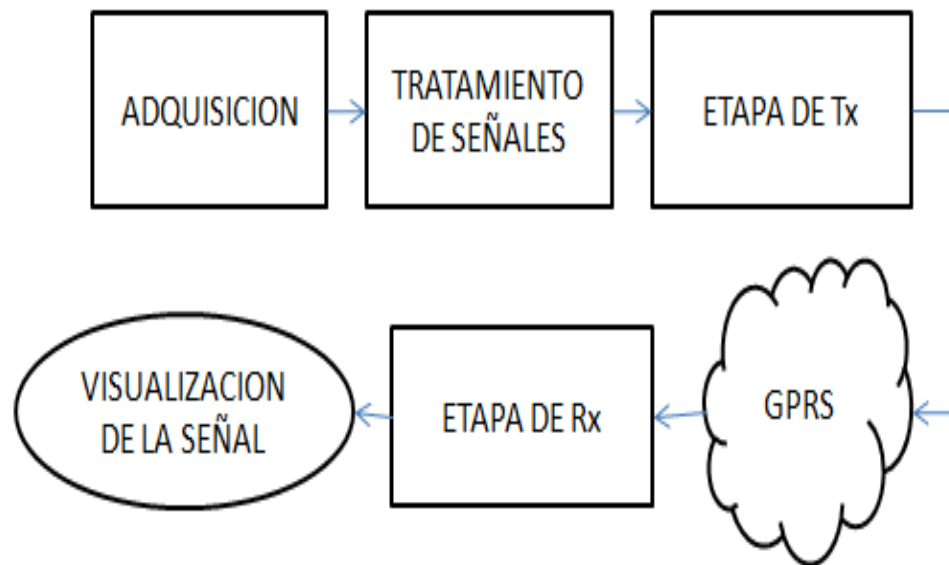 ADQUISICION
TRATAMIENTO
DE SEÑALES
ETAPA DE Tx
VISUALIZACION
DE LA SEÑAL
ETAPA DE Rx
GPRS